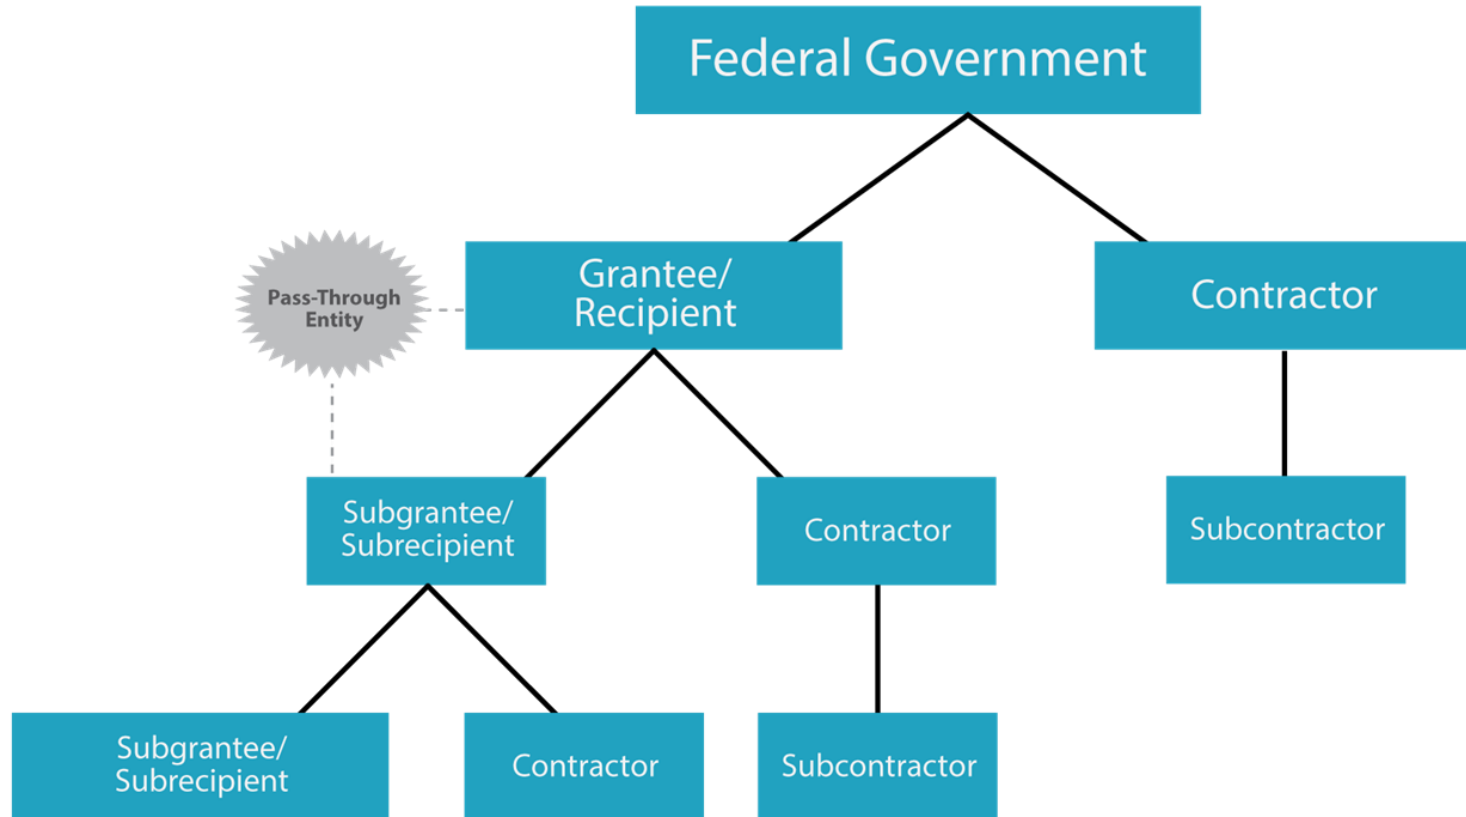 Federal Government
Grantee/
Recipient
Contractor
Pass-Through
Entity
Subgrantee/
Subrecipient
Contractor
Subcontractor
Subgrantee/
Subrecipient
Contractor
Subcontractor